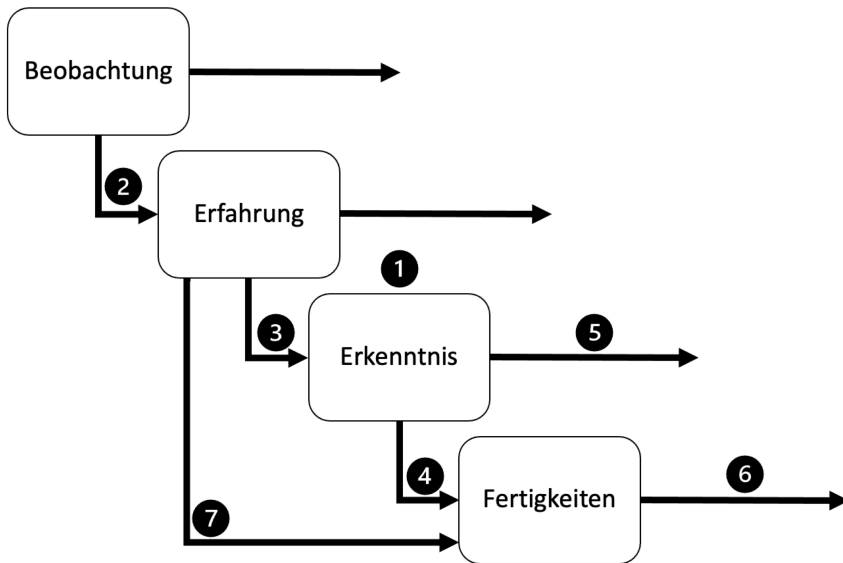 Beobachtung
2
Erfahrung
1
3
5
Erkenntnis
4
6
Fertigkeiten
7